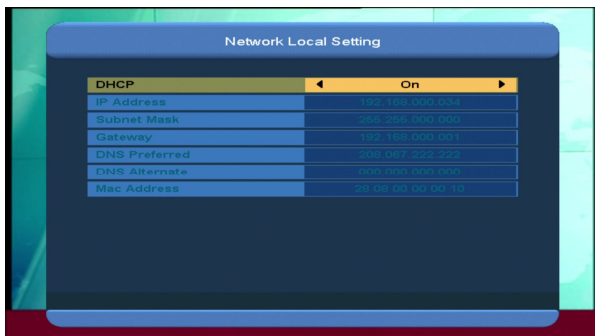 Network Local Setting
DHCP On
IP Address 192.168.000.034
Subnet Mask 255.255.000.000
Gateway 192.168.000.001
DNS Preferred 208.067.222.222
DNS Alternate 000.000.000.000
Mac Address 28 09 00 00 00 10